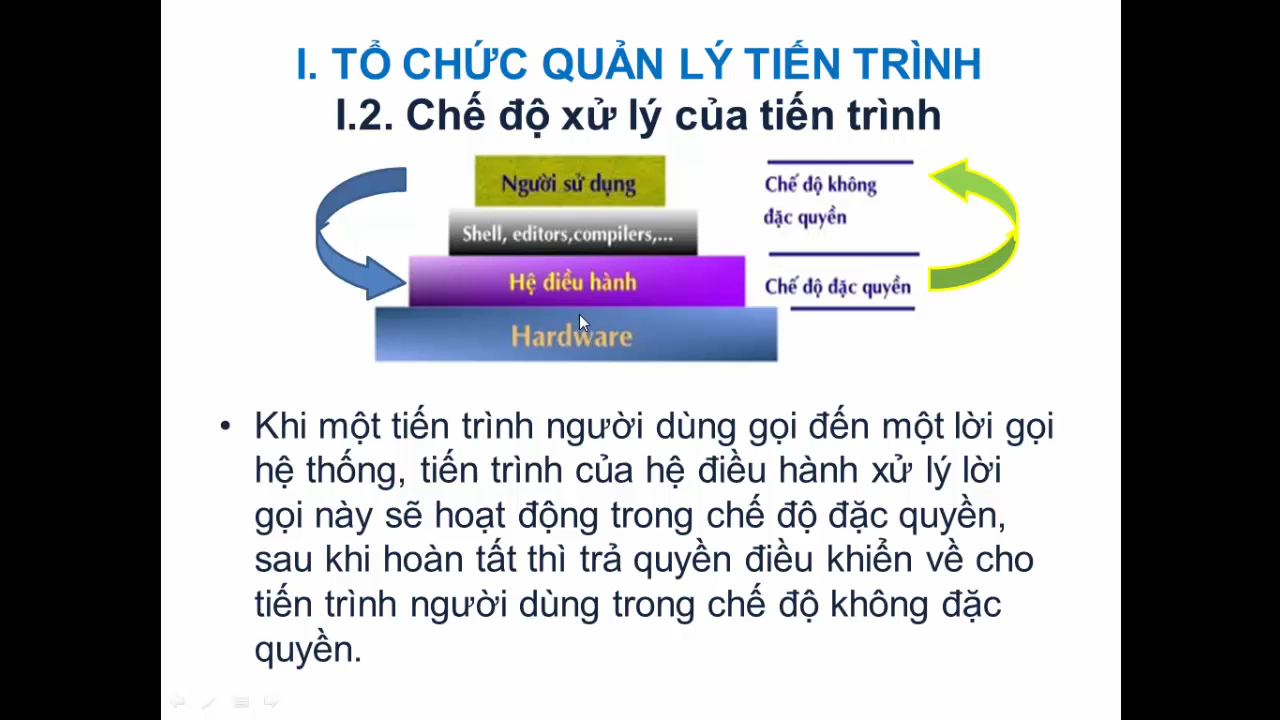 I. TỔ CHỨC QUẢN LÝ TIẾN TRÌNH
I.2. Chế độ xử lý của tiến trình
Người sử dụng
Shell, editors,compilers,...
Hệ điều hành
Hardware
Chế độ không
đặc quyền
Chế độ đặc quyền
• Khi một tiến trình người dùng gọi đến một lời gọi
hệ thống, tiến trình của hệ điều hành xử lý lời
gọi này sẽ hoạt động trong chế độ đặc quyền,
sau khi hoàn tất thì trả quyền điều khiển về cho
tiến trình người dùng trong chế độ không đặc
quyền.